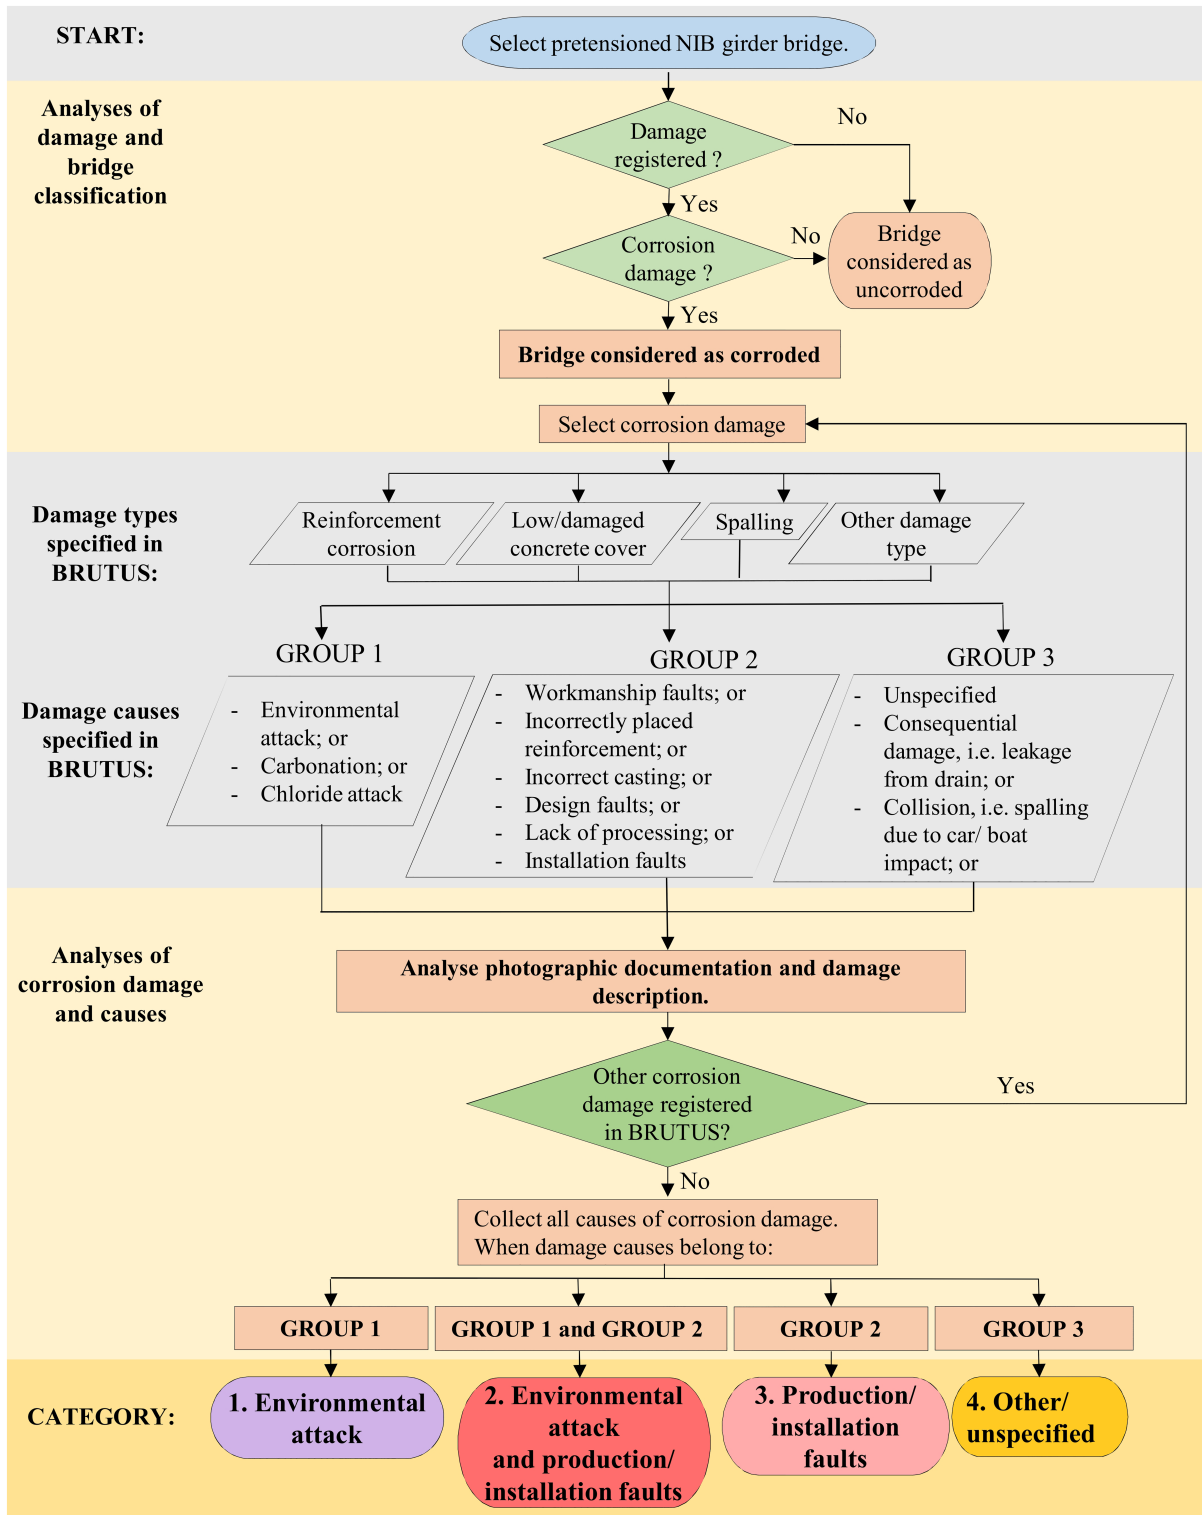 START:
Select pretensioned NIB girder bridge.
Analyses of
damage and
bridge
classification
Damage
registered ?
No
Yes
Corrosion
damage ?
No
Bridge
considered as
uncorroded
Yes
Bridge considered as corroded
Select corrosion damage
Damage types
specified in
BRUTUS:
Reinforcement
corrosion
Low/damaged
concrete cover
Spalling
Other damage
type
Damage causes
specified in
BRUTUS:
GROUP 1
- Environmental
attack; or
- Carbonation; or
- Chloride attack
GROUP 2
- Workmanship faults; or
- Incorrectly placed
reinforcement; or
- Incorrect casting; or
- Design faults; or
- Lack of processing; or
- Installation faults
GROUP 3
- Unspecified
- Consequential
damage, i.e. leakage
from drain; or
- Collision, i.e. spalling
due to car/ boat
impact; or
Analyses of
corrosion damage
and causes
Analyse photographic documentation and damage
description.
Other corrosion
damage registered
in BRUTUS?
Yes
No
Collect all causes of corrosion damage.
When damage causes belong to:
GROUP 1
GROUP 1 and GROUP 2
GROUP 2
GROUP 3
CATEGORY:
1. Environmental
attack
2. Environmental
attack
and production/
installation faults
3. Production/
installation
faults
4. Other/
unspecified